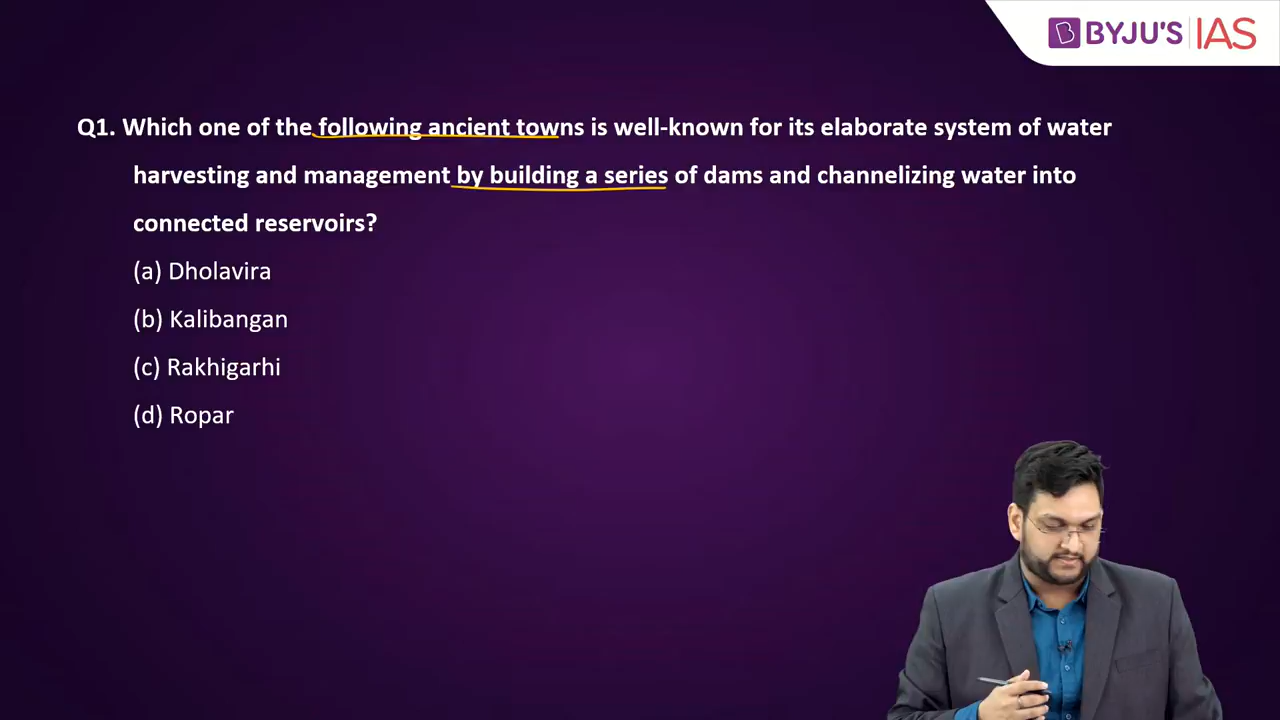 BYJU'S IAS
Q1. Which one of the following ancient towns is well-known for its elaborate system of water
harvesting and management by building a series of dams and channelizing water into
connected reservoirs?
(a) Dholavira
(b) Kalibangan
(c) Rakhigarhi
(d) Ropar